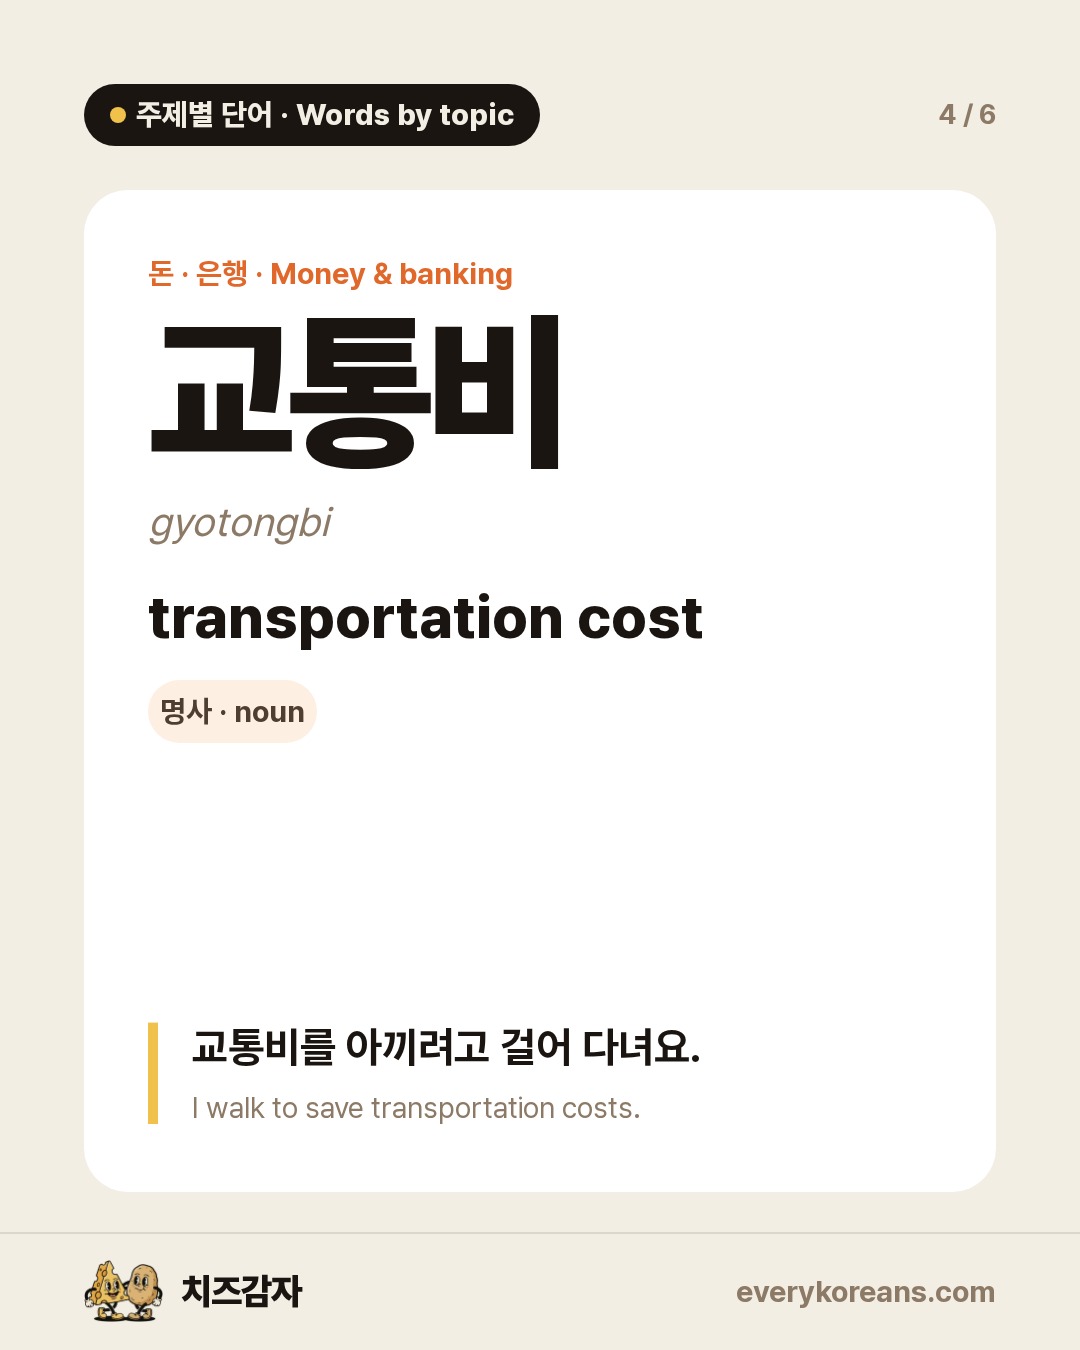 주제별 단어 · Words by topic
4 / 6
돈 · 은행 · Money & banking
교통비
gyotongbi
transportation cost
명사 · noun
교통비를 아끼려고 걸어 다녀요.
I walk to save transportation costs.
치즈감자
everykoreans.com